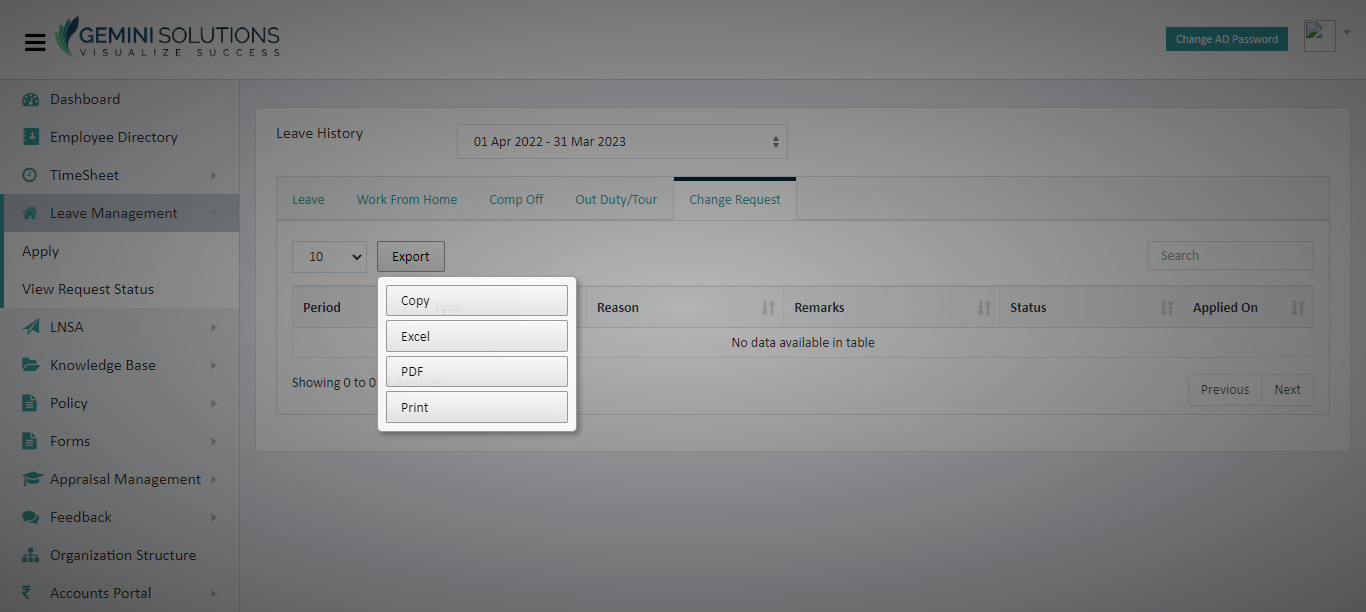 GEMINI SOLUTIONS
VISUALIZE SUCCESS
Change AD Password
Dashboard
Employee Directory
TimeSheet
Leave Management
Apply
View Request Status
LNSA
Knowledge Base
Policy
Forms
Appraisal Management
Feedback
Organization Structure
Accounts Portal
Leave History
01 Apr 2022 - 31 Mar 2023
Leave Work From Home Comp Off Out Duty/Tour Change Request
10 Export Search
Copy
Excel
PDF
Print
Period Type Reason Remarks Status Applied On
No data available in table
Showing 0 to 0 of 0 entries
Previous Next